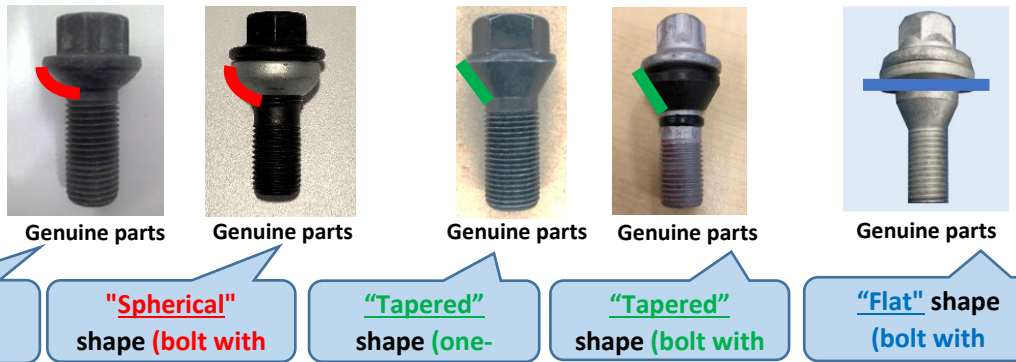 Genuine parts
Genuine parts
Genuine parts
Genuine parts
Genuine parts
"Spherical"
shape (bolt with
“Tapered”
shape (one-
“Tapered”
shape (bolt with
“Flat" shape
(bolt with